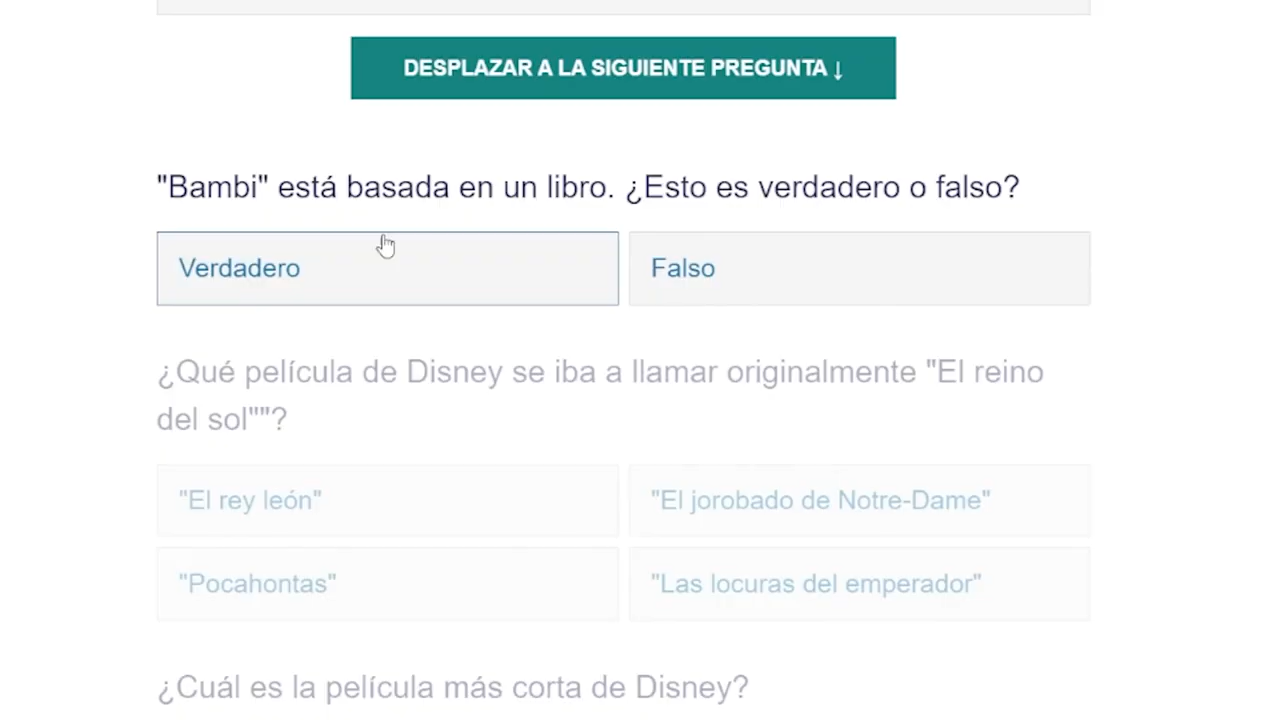 DESPLAZAR A LA SIGUIENTE PREGUNTA ↓
"Bambi" está basada en un libro. ¿Esto es verdadero o falso?
Verdadero
Falso
¿Qué película de Disney se iba a llamar originalmente "El reino
del sol""?
"El rey león"
"El jorobado de Notre-Dame"
"Pocahontas"
"Las locuras del emperador"
¿Cuál es la película más corta de Disney?